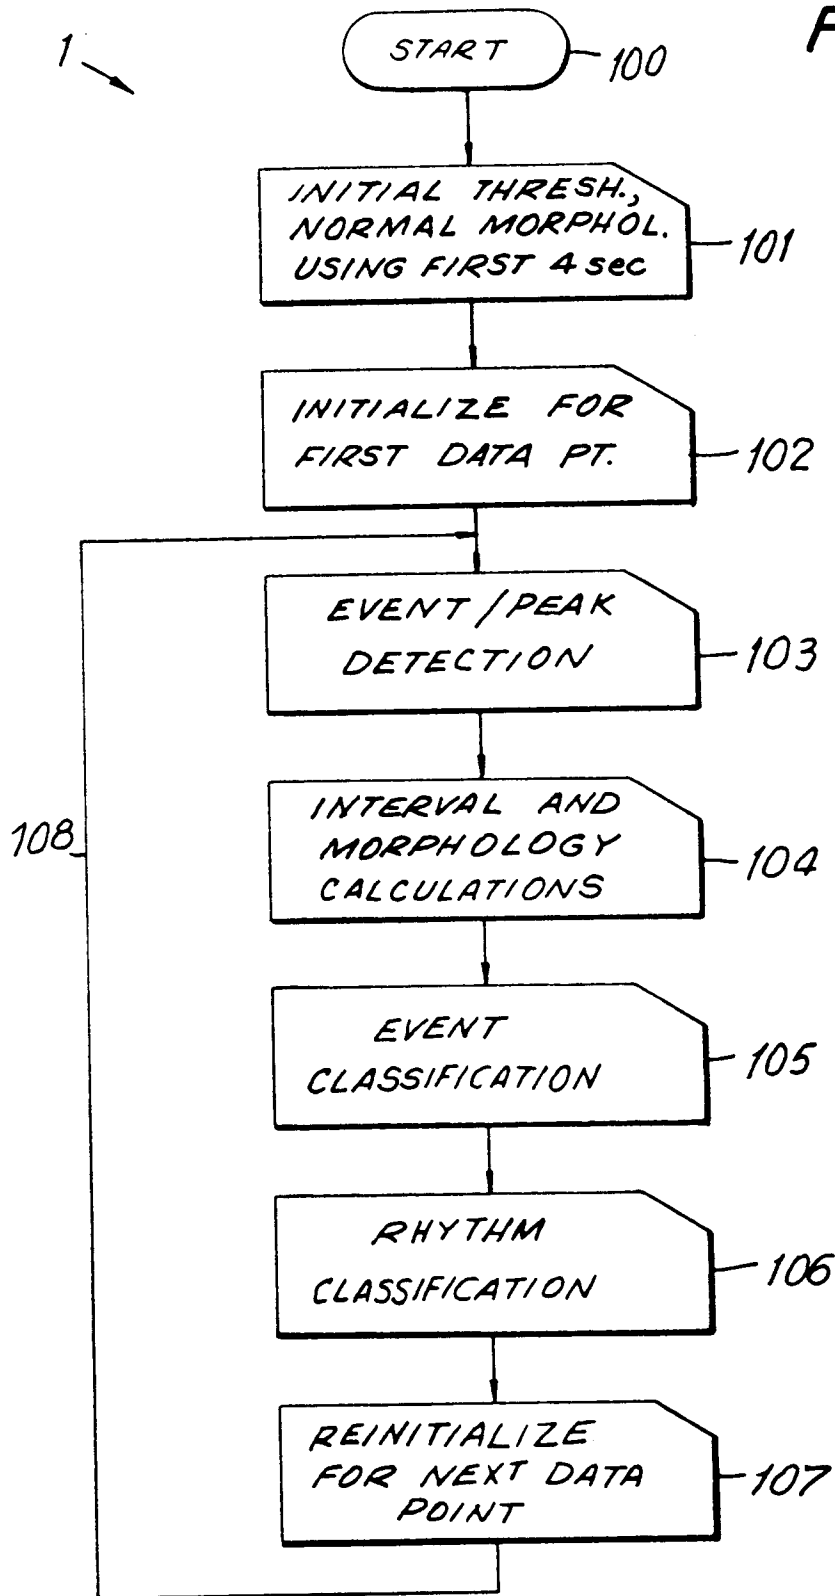 F
1
START
100
INITIAL THRESH.,
NORMAL MORPHOL.
USING FIRST 4 sec
101
INITIALIZE FOR
FIRST DATA PT.
102
EVENT / PEAK
DETECTION
103
INTERVAL AND
MORPHOLOGY
CALCULATIONS
104
108
EVENT
CLASSIFICATION
105
RHYTHM
CLASSIFICATION
106
REINITIALIZE
FOR NEXT DATA
POINT
107